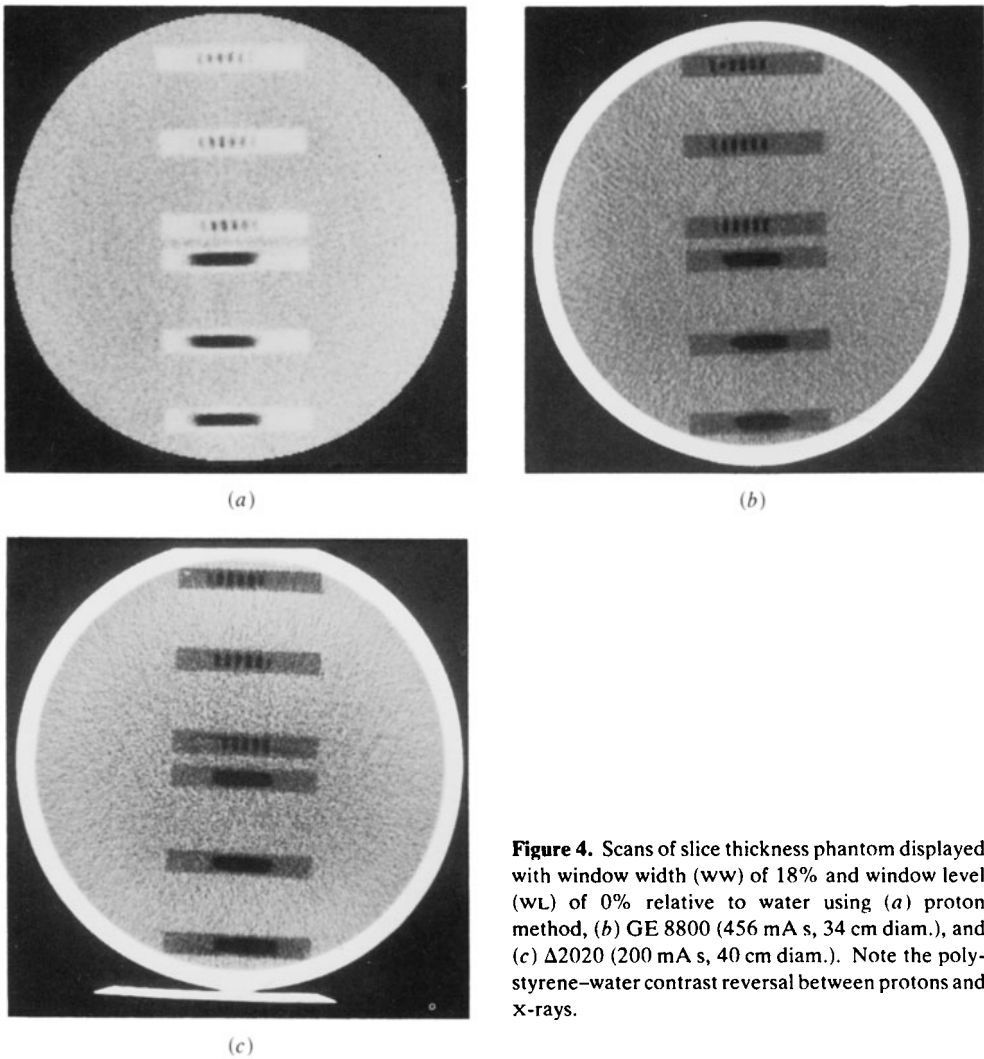 (a)
(b)
(c)
Figure 4. Scans of slice thickness phantom displayed
with window width (WW) of 18% and window level
(WL) of 0% relative to water using (a) proton
method, (b) GE 8800 (456 mA s, 34 cm diam.), and
(c) Δ2020 (200 mA s, 40 cm diam.). Note the poly-
styrene–water contrast reversal between protons and
X-rays.